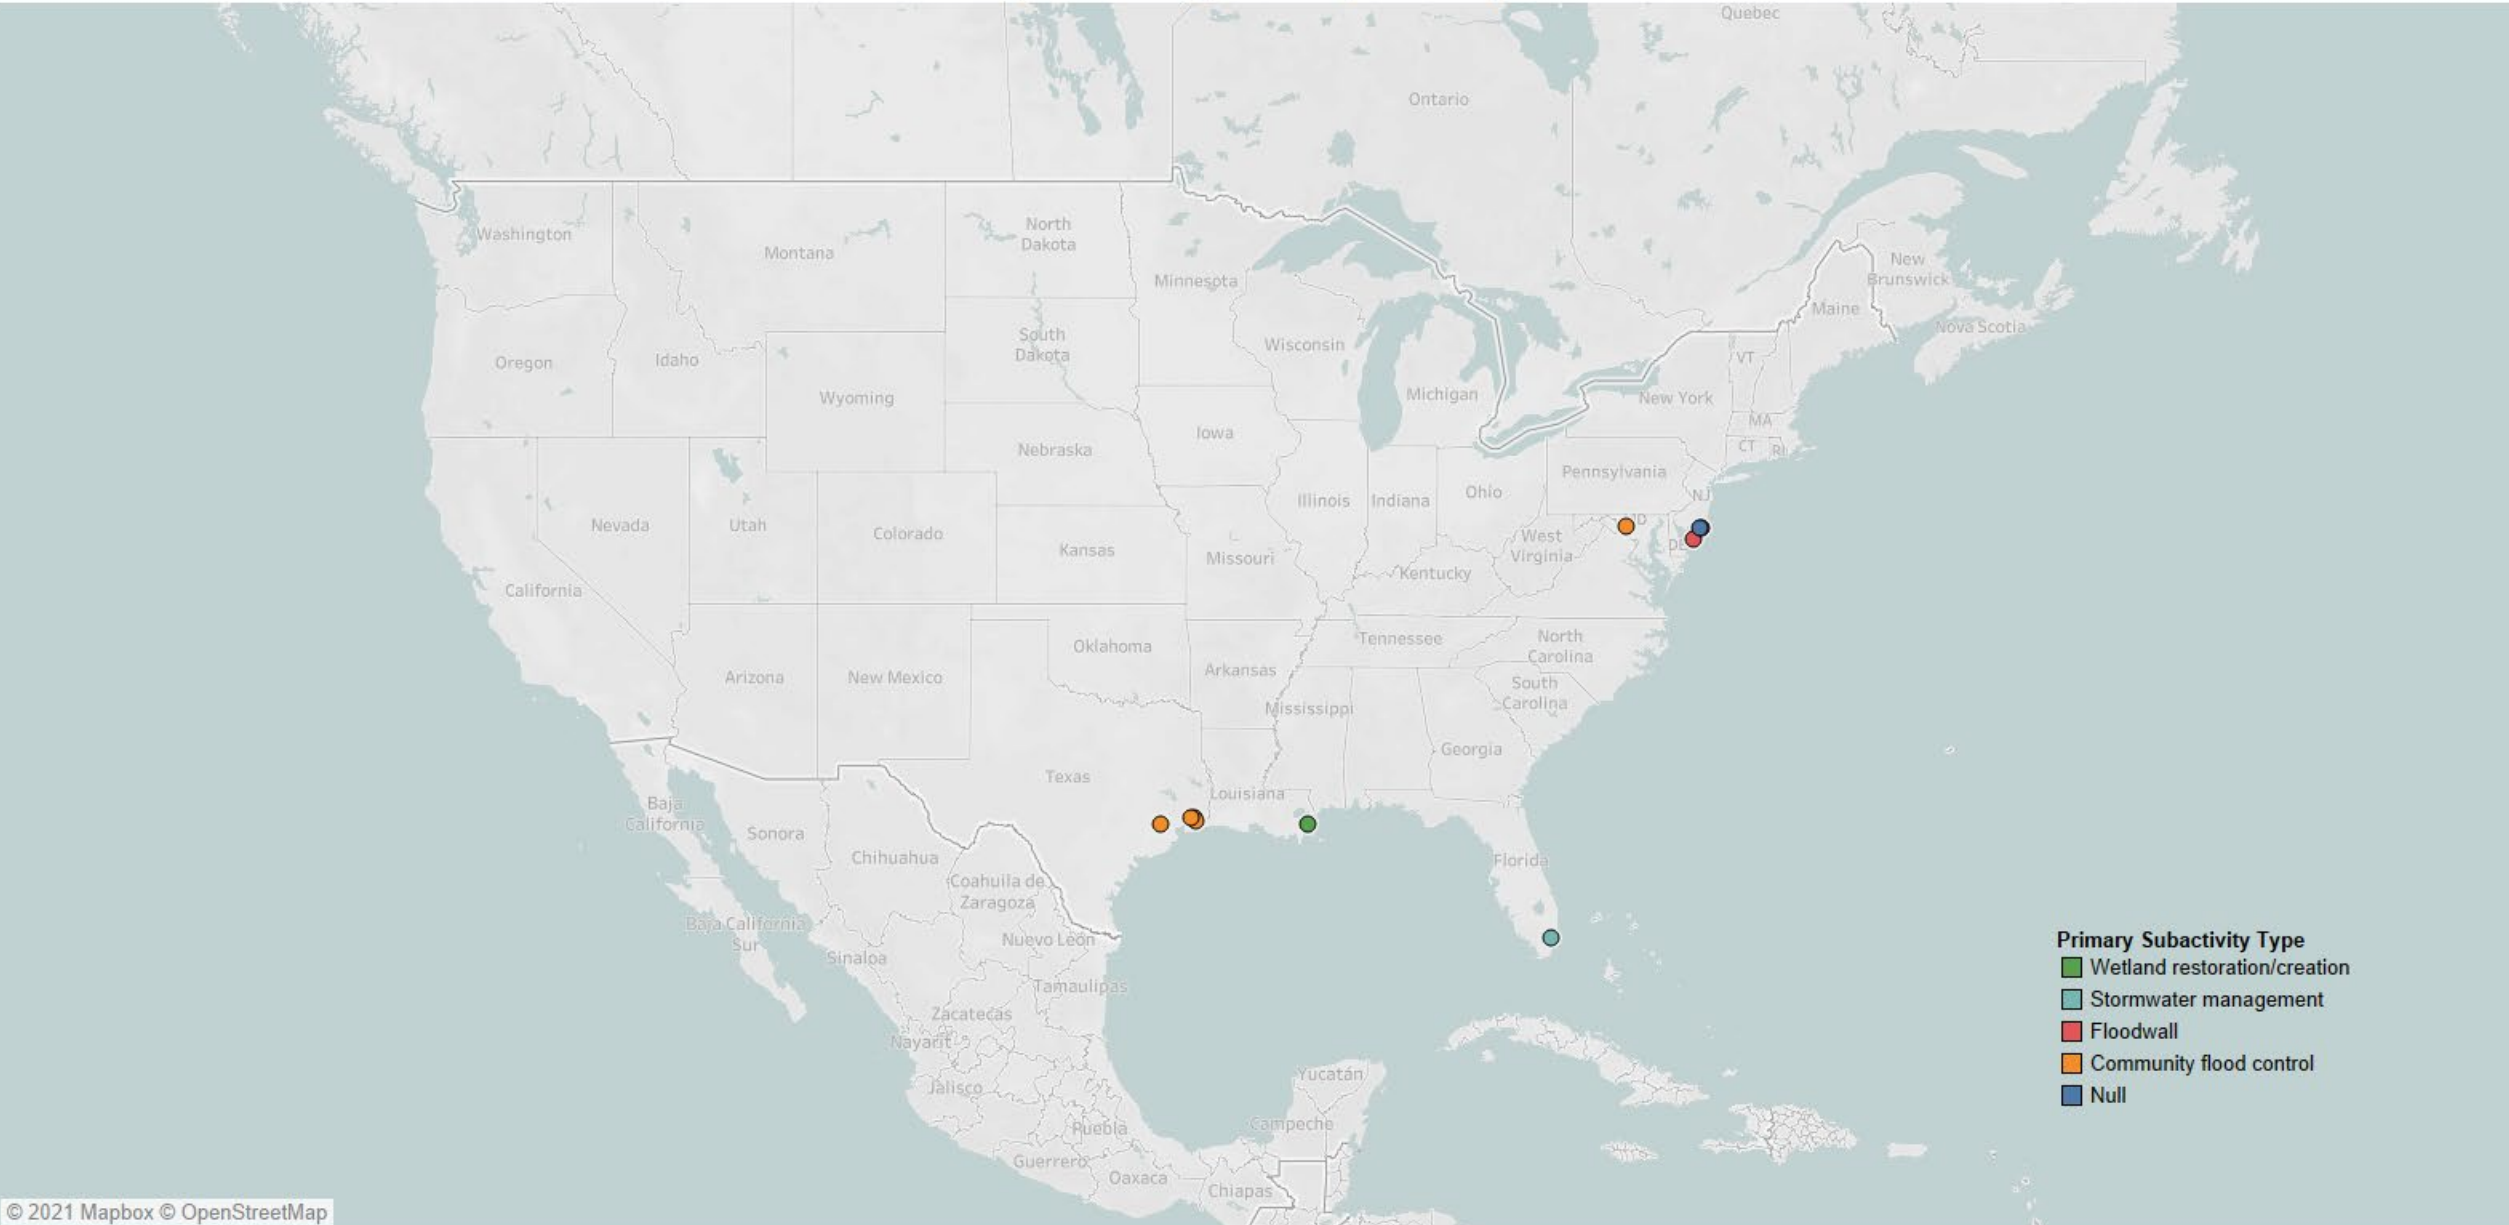 Quebec
Ontario
Washington
Montana
North
Dakota
Minnesota
New
Brunswick
Maine
Nova Scotia
Oregon
Idaho
South
Dakota
Wisconsin
VT
Wyoming
Michigan
New York
MA
CT
RI
Nebraska
Iowa
Pennsylvania
Illinois
Indiana
Ohio
NJ
Nevada
Utah
Colorado
Kansas
Missouri
West
Virginia
MD
DE
California
Kentucky
Oklahoma
Tennessee
North
Carolina
Arizona
New Mexico
Arkansas
South
Carolina
Mississippi
Georgia
Texas
Louisiana
Baja
California
Sonora
Chihuahua
Florida
Coahuila de
Zaragoza
Baja California
Sur
Nuevo León
Sinaloa
Tamaulipas
Zacatecas
Nayarit
Jalisco
Yucatán
Campeche
Puebla
Guerrero
Oaxaca
Chiapas
Primary Subactivity Type
Wetland restoration/creation
Stormwater management
Floodwall
Community flood control
Null
© 2021 Mapbox © OpenStreetMap